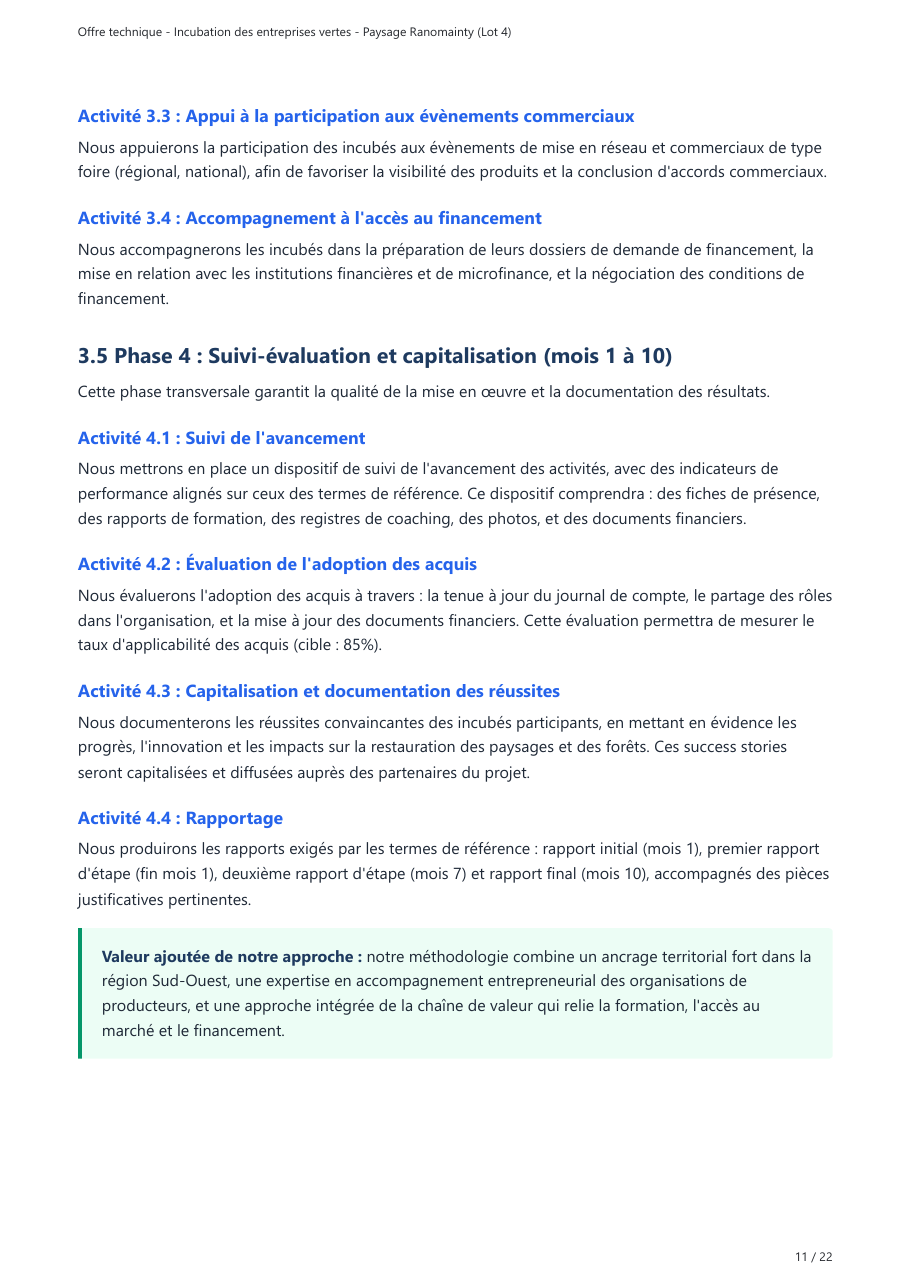 Offre technique - Incubation des entreprises vertes - Paysage Ranomainty (Lot 4)
Activité 3.3 : Appui à la participation aux évènements commerciaux
Nous appuierons la participation des incubés aux évènements de mise en réseau et commerciaux de type
foire (régional, national), afin de favoriser la visibilité des produits et la conclusion d'accords commerciaux.
Activité 3.4 : Accompagnement à l'accès au financement
Nous accompagnerons les incubés dans la préparation de leurs dossiers de demande de financement, la
mise en relation avec les institutions financières et de microfinance, et la négociation des conditions de
financement.
3.5 Phase 4 : Suivi-évaluation et capitalisation (mois 1 à 10)
Cette phase transversale garantit la qualité de la mise en œuvre et la documentation des résultats.
Activité 4.1 : Suivi de l'avancement
Nous mettrons en place un dispositif de suivi de l'avancement des activités, avec des indicateurs de
performance alignés sur ceux des termes de référence. Ce dispositif comprendra : des fiches de présence,
des rapports de formation, des registres de coaching, des photos, et des documents financiers.
Activité 4.2 : Évaluation de l'adoption des acquis
Nous évaluerons l'adoption des acquis à travers : la tenue à jour du journal de compte, le partage des rôles
dans l'organisation, et la mise à jour des documents financiers. Cette évaluation permettra de mesurer le
taux d'applicabilité des acquis (cible : 85%).
Activité 4.3 : Capitalisation et documentation des réussites
Nous documenterons les réussites convaincantes des incubés participants, en mettant en évidence les
progrès, l'innovation et les impacts sur la restauration des paysages et des forêts. Ces success stories
seront capitalisées et diffusées auprès des partenaires du projet.
Activité 4.4 : Rapportage
Nous produirons les rapports exigés par les termes de référence : rapport initial (mois 1), premier rapport
d'étape (fin mois 1), deuxième rapport d'étape (mois 7) et rapport final (mois 10), accompagnés des pièces
justificatives pertinentes.
Valeur ajoutée de notre approche : notre méthodologie combine un ancrage territorial fort dans la
région Sud-Ouest, une expertise en accompagnement entrepreneurial des organisations de
producteurs, et une approche intégrée de la chaîne de valeur qui relie la formation, l'accès au
marché et le financement.
11 / 22